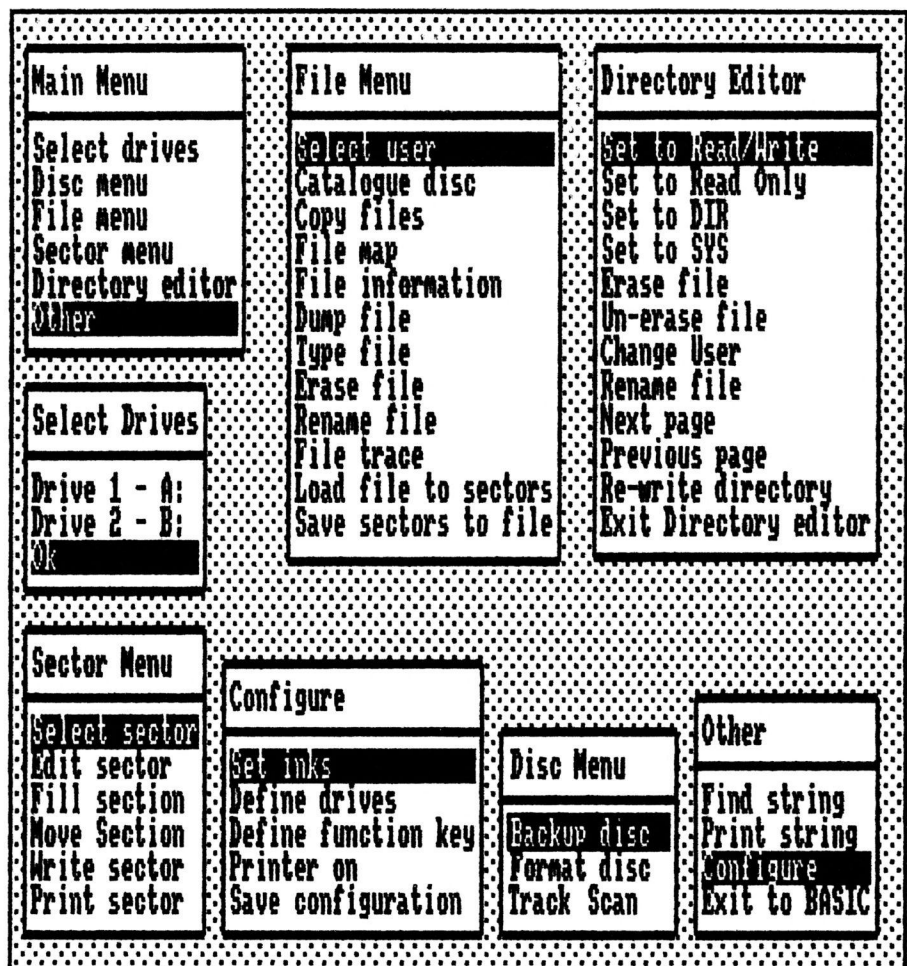 Main Menu
Select drives
Disc menu
File menu
Sector menu
Directory editor
Other
File Menu
Select user
Catalogue disc
Copy files
File map
File information
Dump file
Type file
Erase file
Rename file
File trace
Load file to sectors
Save sectors to file
Directory Editor
Set to Read/Write
Set to Read Only
Set to DIR
Set to SYS
Erase file
Un-erase file
Change User
Rename file
Next page
Previous page
Re-write directory
Exit Directory editor
Select Drives
Drive 1 - A:
Drive 2 - B:
Ok
Sector Menu
Select sector
Edit sector
Fill section
Move Section
Write sector
Print sector
Configure
Set inks
Define drives
Define function key
Printer on
Save configuration
Disc Menu
Backup disc
Format disc
Track Scan
Other
Find string
Print string
Configure
Exit to BASIC